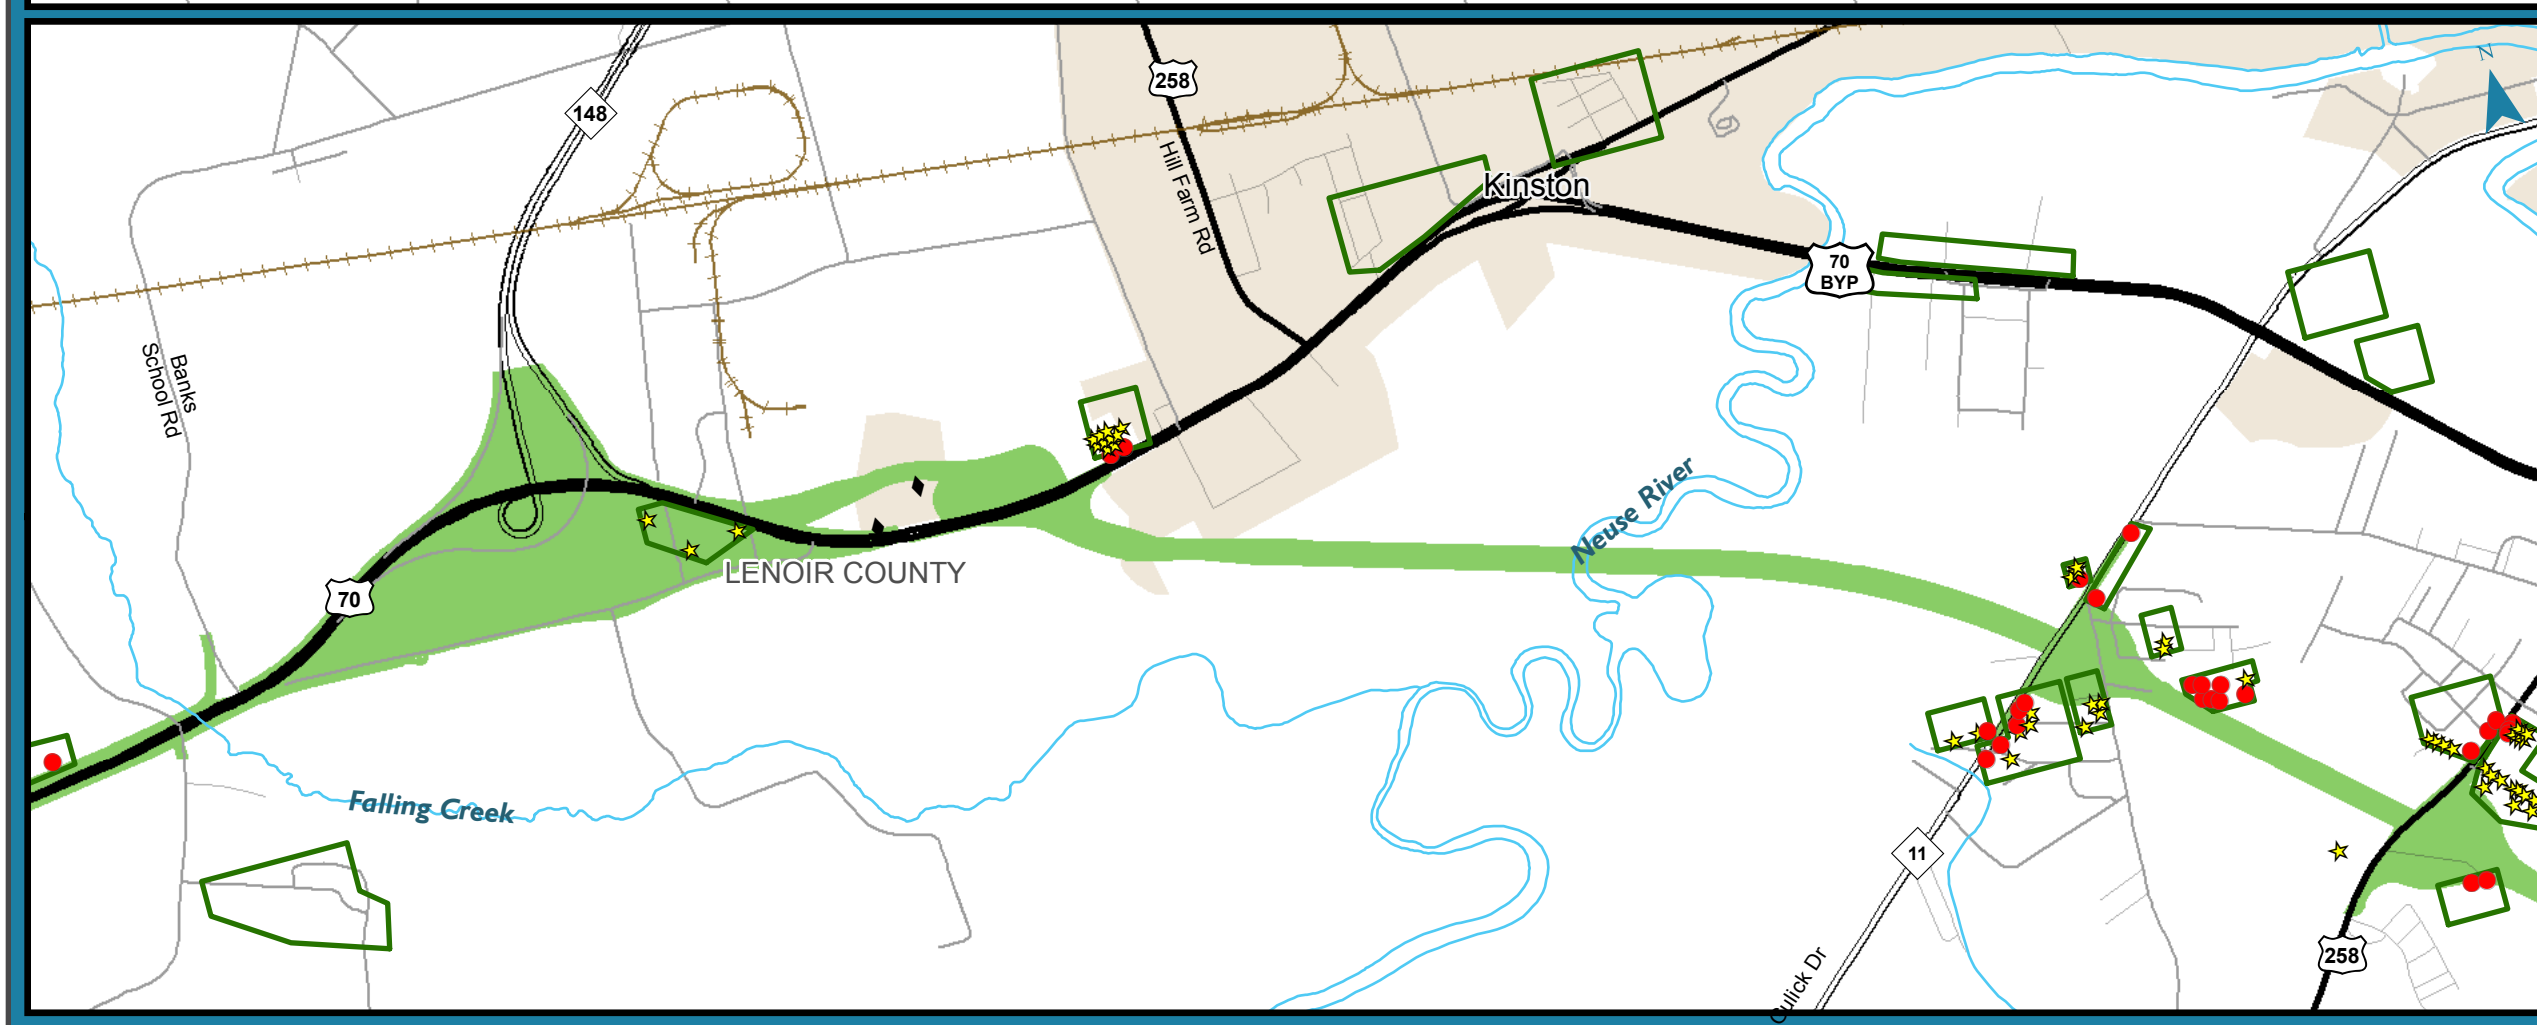 N
258
148
Hill Farm Rd
Kinston
70
BYP
Banks
School Rd
Neuse River
LENOIR COUNTY
70
Falling Creek
11
258